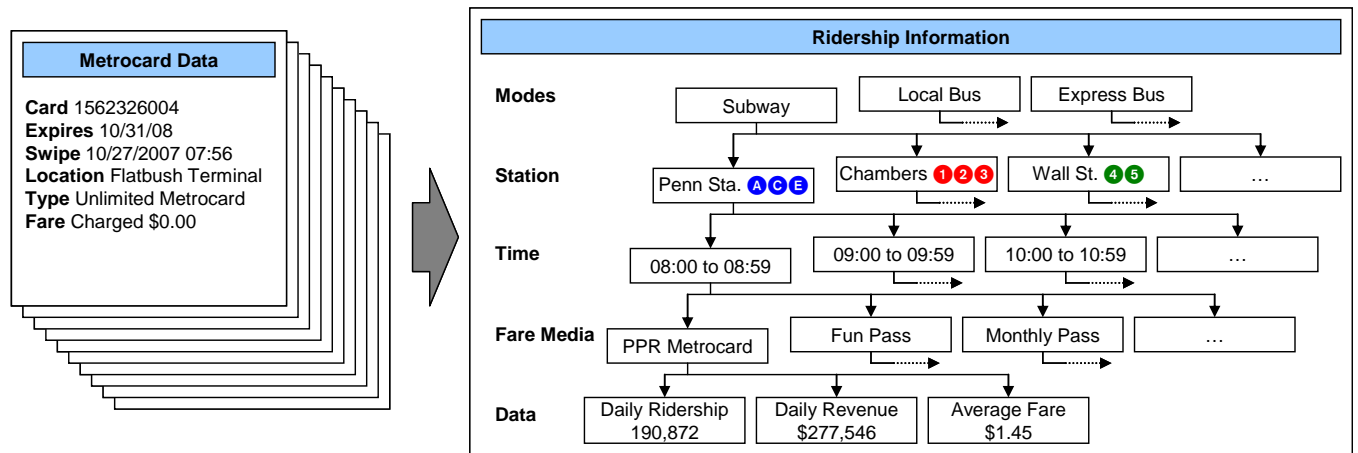 Metrocard Data
Card 1562326004
Expires 10/31/08
Swipe 10/27/2007 07:56
Location Flatbush Terminal
Type Unlimited Metrocard
Fare Charged $0.00
Ridership Information
Modes
Subway
Local Bus
Express Bus
Station
Penn Sta. A C E
Chambers 1 2 3
Wall St. 4 5
…
Time
08:00 to 08:59
09:00 to 09:59
10:00 to 10:59
…
Fare Media
PPR Metrocard
Fun Pass
Monthly Pass
…
Data
Daily Ridership
190,872
Daily Revenue
$277,546
Average Fare
$1.45